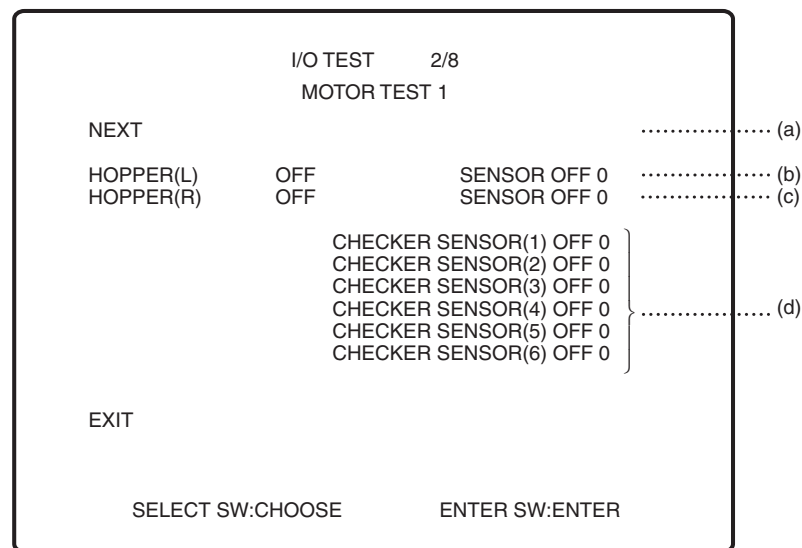 I/O TEST 2/8
MOTOR TEST 1
NEXT (a)
HOPPER(L) OFF SENSOR OFF 0 (b)
HOPPER(R) OFF SENSOR OFF 0 (c)
CHECKER SENSOR(1) OFF 0
CHECKER SENSOR(2) OFF 0
CHECKER SENSOR(3) OFF 0
CHECKER SENSOR(4) OFF 0 (d)
CHECKER SENSOR(5) OFF 0
CHECKER SENSOR(6) OFF 0
EXIT
SELECT SW:CHOOSE ENTER SW:ENTER